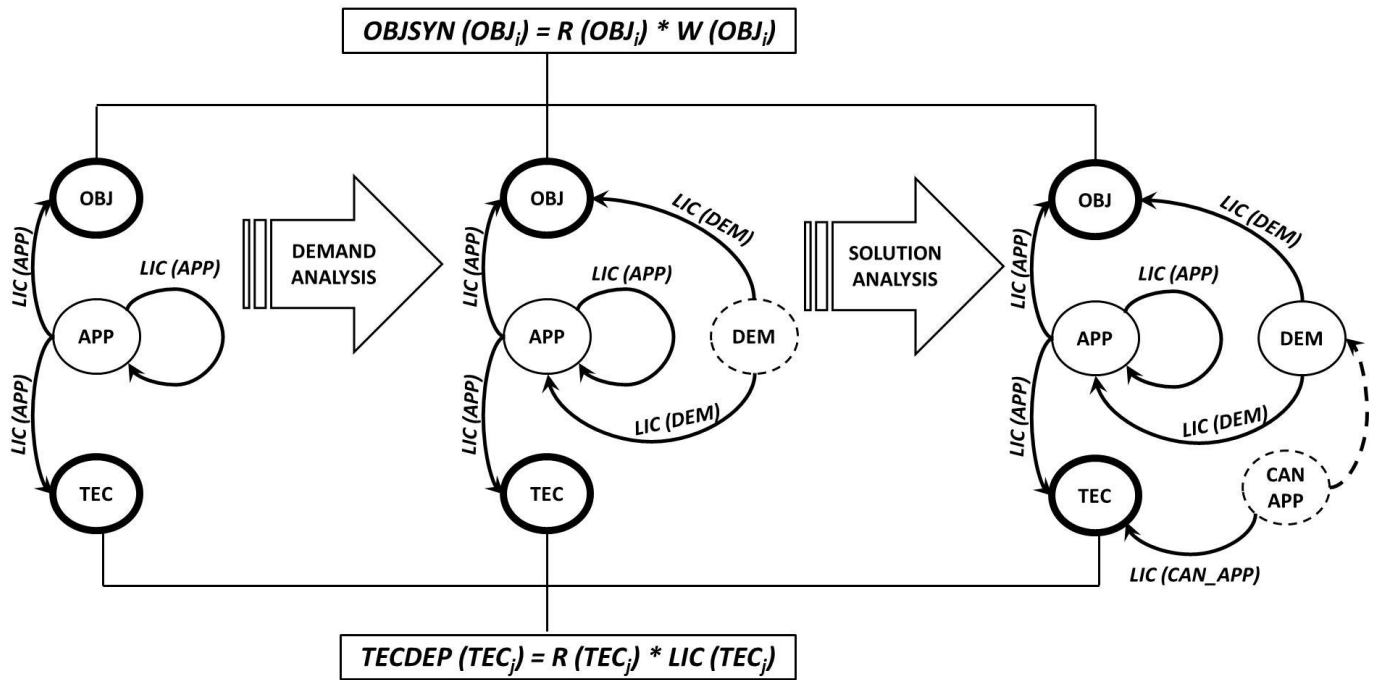 OBJSYN (OBJi) = R (OBJi) * W (OBJi)
OBJ
LIC (APP)
LIC (APP)
APP
LIC (APP)
TEC
DEMAND
ANALYSIS
OBJ
LIC (DEM)
LIC (APP)
LIC (APP)
APP
DEM
LIC (DEM)
LIC (APP)
TEC
SOLUTION
ANALYSIS
OBJ
LIC (DEM)
LIC (APP)
LIC (APP)
APP
DEM
LIC (DEM)
LIC (APP)
TEC
CAN
APP
LIC (CAN_APP)
TECDEP (TECj) = R (TECj) * LIC (TECj)